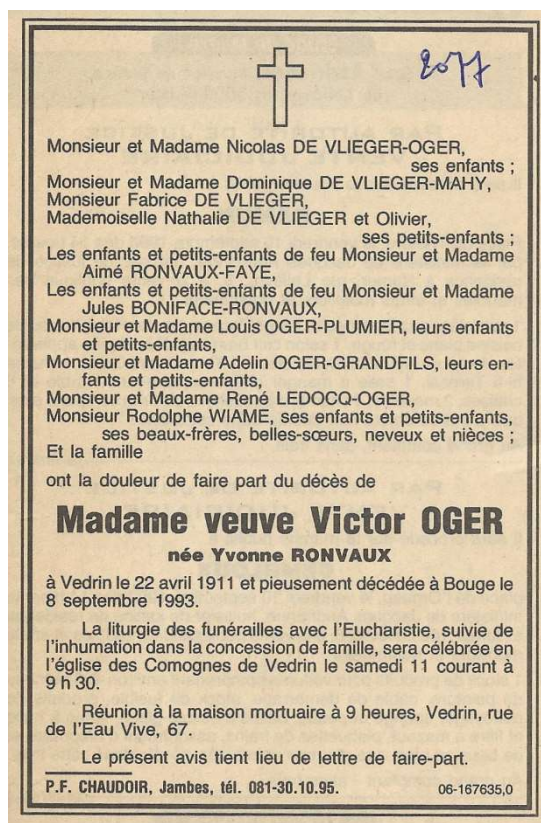 2077
Monsieur et Madame Nicolas DE VLIEGER-OGER,
ses enfants ;
Monsieur et Madame Dominique DE VLIEGER-MAHY,
Monsieur Fabrice DE VLIEGER,
Mademoiselle Nathalie DE VLIEGER et Olivier,
ses petits-enfants ;
Les enfants et petits-enfants de feu Monsieur et Madame
Aimé RONVAUX-FAYE,
Les enfants et petits-enfants de feu Monsieur et Madame
Jules BONIFACE-RONVAUX,
Monsieur et Madame Louis OGER-PLUMIER, leurs enfants
et petits-enfants,
Monsieur et Madame Adelin OGER-GRANDFILS, leurs en-
fants et petits-enfants,
Monsieur et Madame René LEDOCQ-OGER,
Monsieur Rodolphe WIAME, ses enfants et petits-enfants,
ses beaux-frères, belles-sœurs, neveux et nièces ;
Et la famille
ont la douleur de faire part du décès de
Madame veuve Victor OGER
née Yvonne RONVAUX
à Vedrin le 22 avril 1911 et pieusement décédée à Bouge le
8 septembre 1993.
La liturgie des funérailles avec l'Eucharistie, suivie de
l'inhumation dans la concession de famille, sera célébrée en
l'église des Comognes de Vedrin le samedi 11 courant à
9 h 30.
Réunion à la maison mortuaire à 9 heures, Vedrin, rue
de l'Eau Vive, 67.
Le présent avis tient lieu de lettre de faire-part.
P.F. CHAUDOIR, Jambes, tél. 081-30.10.95.
06-167635,0